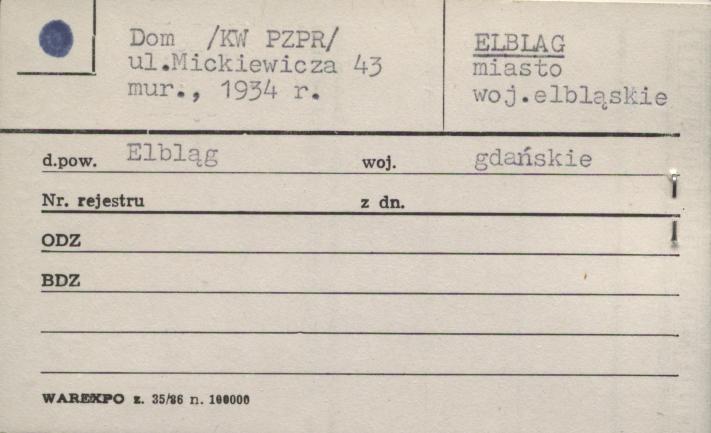 Dom /KW PZPR/
ul.Mickiewicza 43
mur., 1934 r.
ELBLAG
miasto
woj.elbląskie
d.pow. Elbląg woj. gdańskie
Nr. rejestru z dn.
ODZ
BDZ
WAREXPO z. 35/86 n. 100000